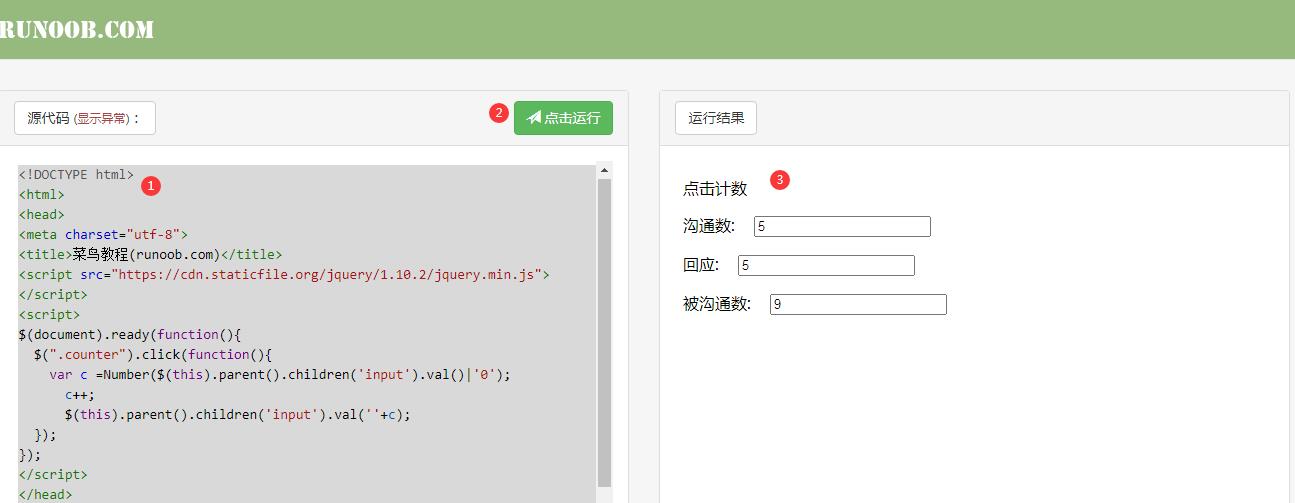 RUNOOB.COM
源代码 (显示异常)： 2 点击运行
<!DOCTYPE html>
1
<html>
<head>
<meta charset="utf-8">
<title>菜鸟教程(runoob.com)</title>
<script src="https://cdn.staticfile.org/jquery/1.10.2/jquery.min.js">
</script>
<script>
$(document).ready(function(){
  $(".counter").click(function(){
    var c =Number($(this).parent().children('input').val()|'0');
      c++;
      $(this).parent().children('input').val(''+c);
  });
});
</script>
</head>
运行结果
点击计数 3
沟通数: 5
回应: 5
被沟通数: 9